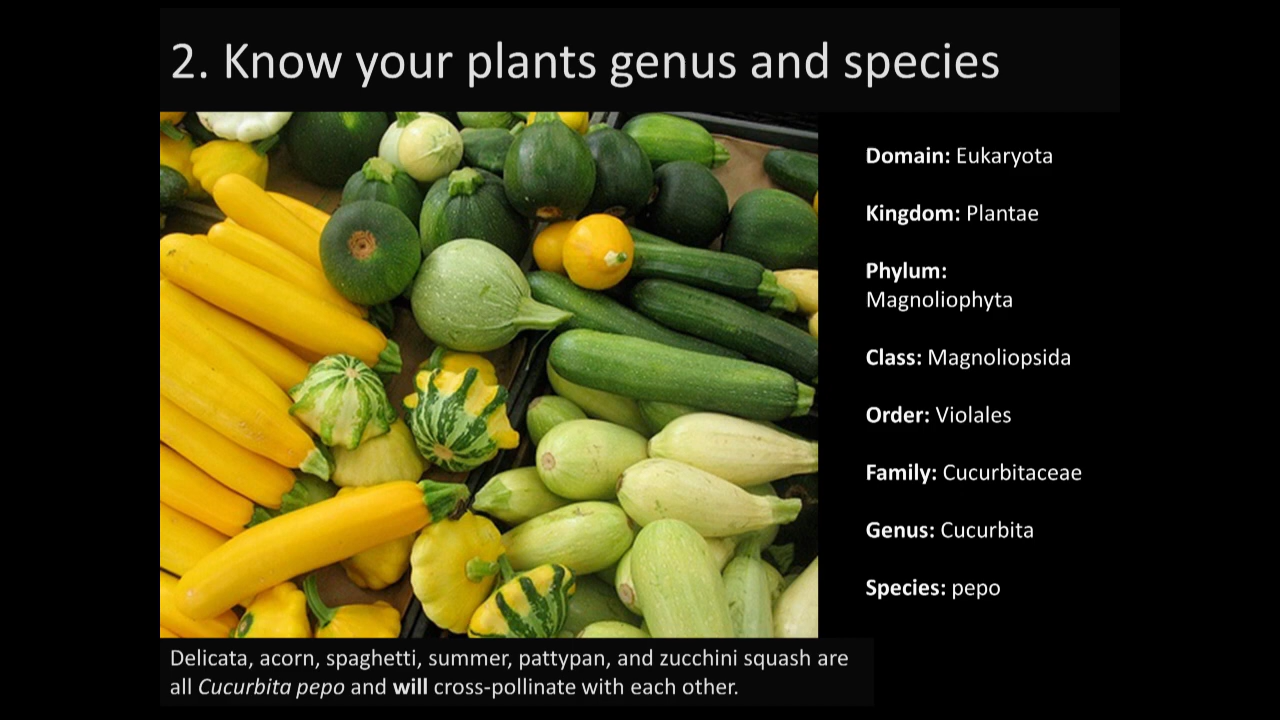 2. Know your plants genus and species
Domain: Eukaryota
Kingdom: Plantae
Phylum:
Magnoliophyta
Class: Magnoliopsida
Order: Violales
Family: Cucurbitaceae
Genus: Cucurbita
Species: pepo
Delicata, acorn, spaghetti, summer, pattypan, and zucchini squash are
all Cucurbita pepo and will cross-pollinate with each other.